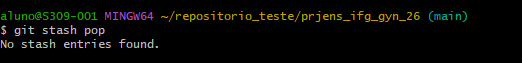 aluno@S309-001 MINGW64 ~/repositorio_teste/prjens_ifg_gyn_26 (main)
$ git stash pop
No stash entries found.